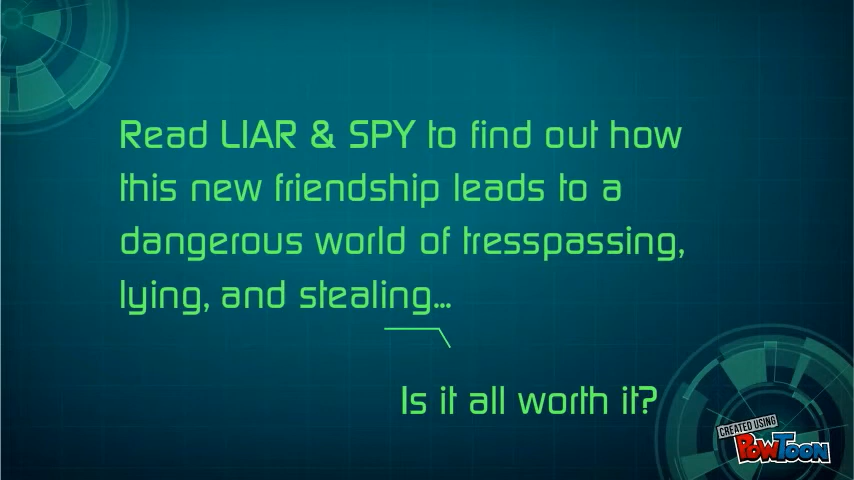 Read LIAR & SPY to find out how
this new friendship leads to a
dangerous world of tresspassing,
lying, and stealing...
Is it all worth it?
CREATED USING
POWTOON